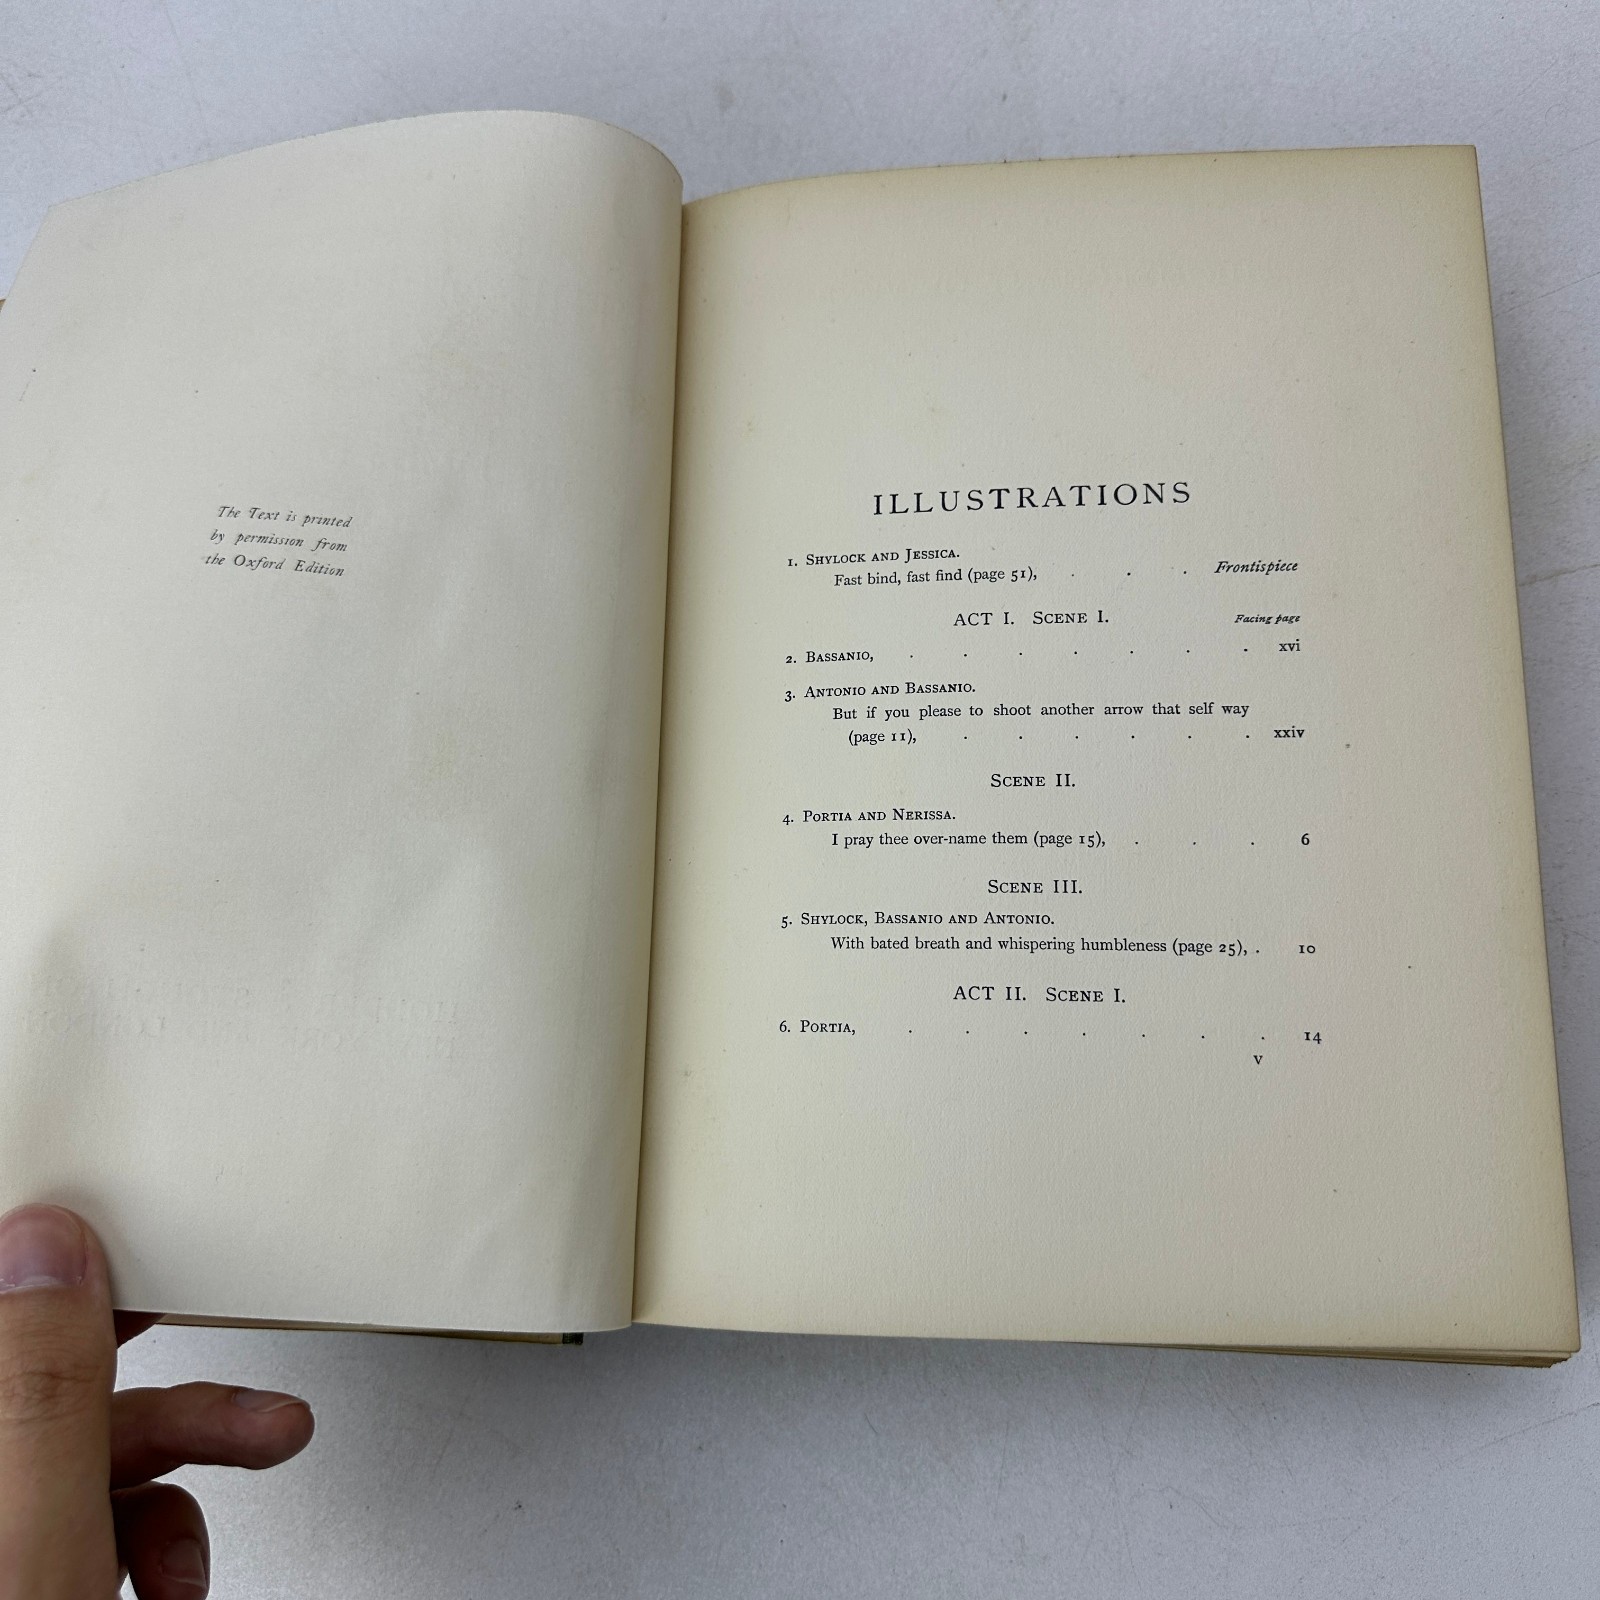 The Text is printed
by permission from
the Oxford Edition
ILLUSTRATIONS
1. SHYLOCK AND JESSICA.
Fast bind, fast find (page 51), . . . Frontispiece
ACT I. SCENE I. Facing page
2. BASSANIO, . . . . . . . xvi
3. ANTONIO AND BASSANIO.
But if you please to shoot another arrow that self way
(page 11), . . . . . . xxiv
SCENE II.
4. PORTIA AND NERISSA.
I pray thee over-name them (page 15), . . . 6
SCENE III.
5. SHYLOCK, BASSANIO AND ANTONIO.
With bated breath and whispering humbleness (page 25), . 10
ACT II. SCENE I.
6. PORTIA, . . . . . . . 14
v